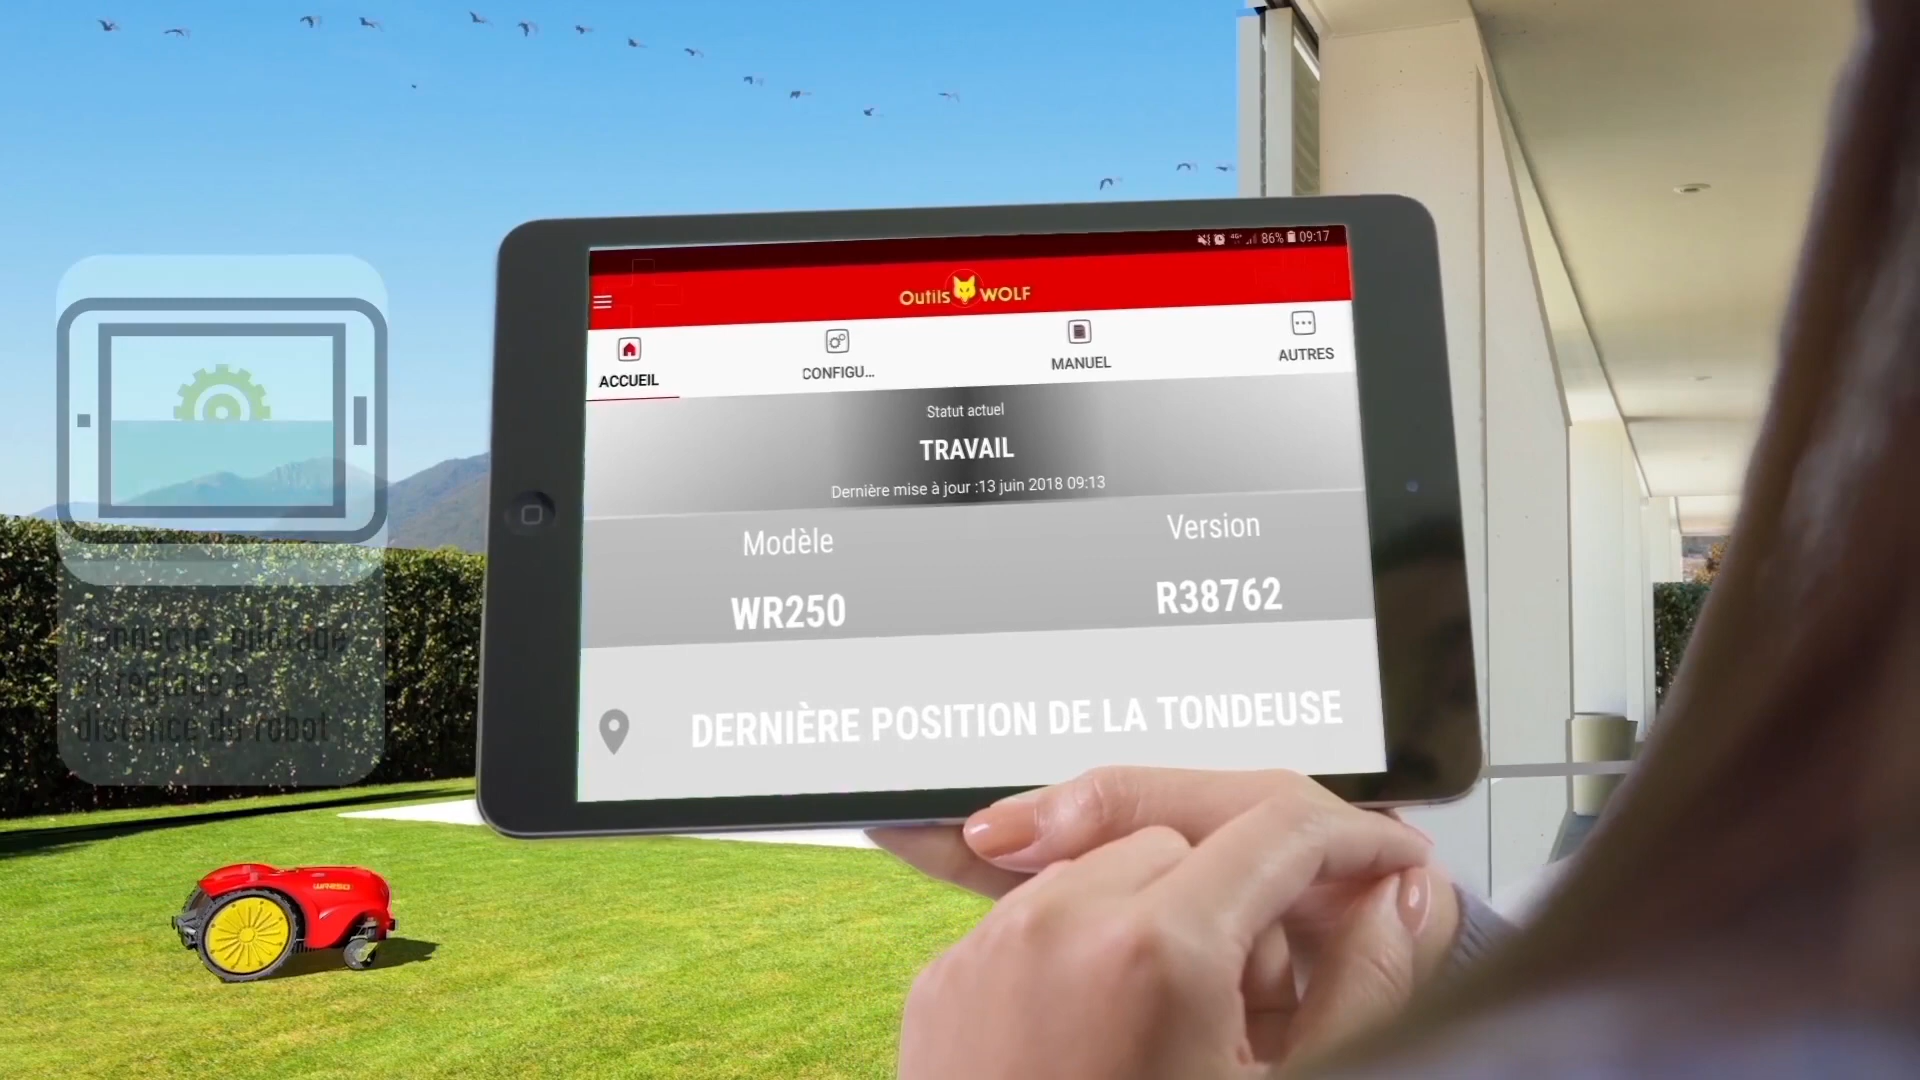 86% 09:17
Outils WOLF
ACCUEIL
CONFIGU...
MANUEL
AUTRES
Statut actuel
TRAVAIL
Dernière mise à jour :13 juin 2018 09:13
Modèle
Version
WR250
R38762
DERNIÈRE POSITION DE LA TONDEUSE
Connecté, pilotage
et réglage à
distance du robot